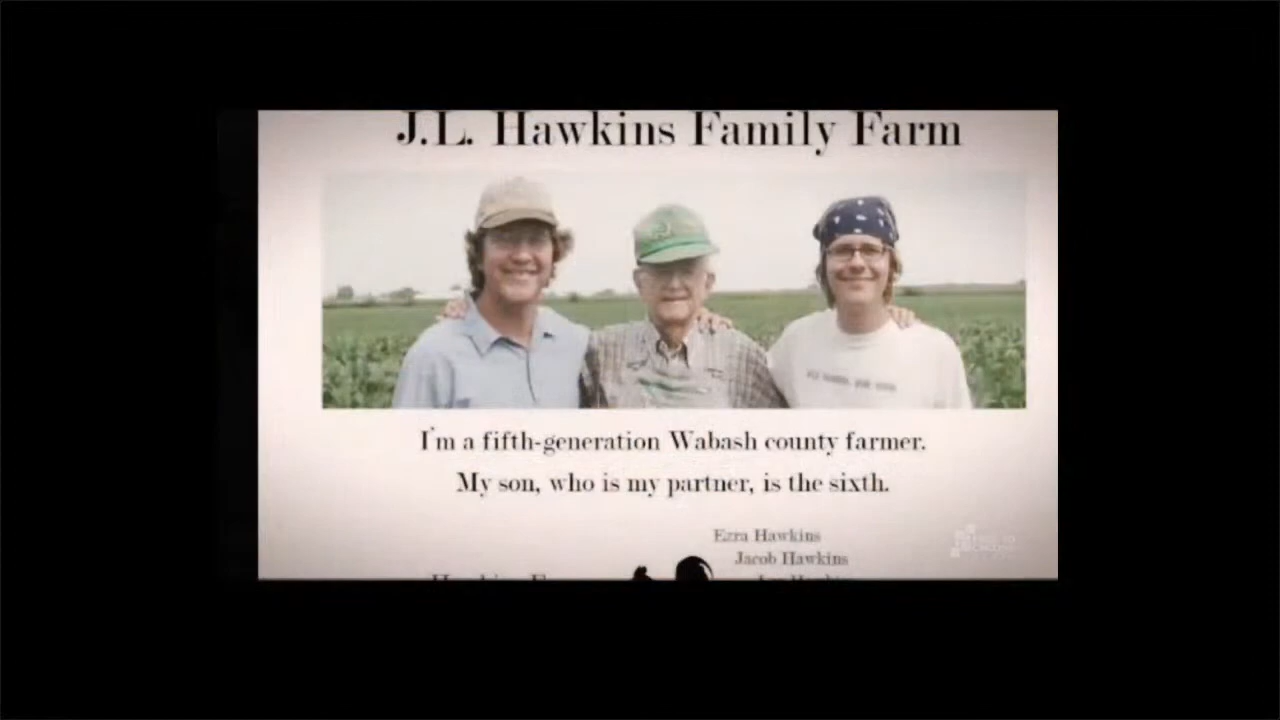 J.L. Hawkins Family Farm
I'm a fifth-generation Wabash county farmer.
My son, who is my partner, is the sixth.
Ezra Hawkins
Jacob Hawkins